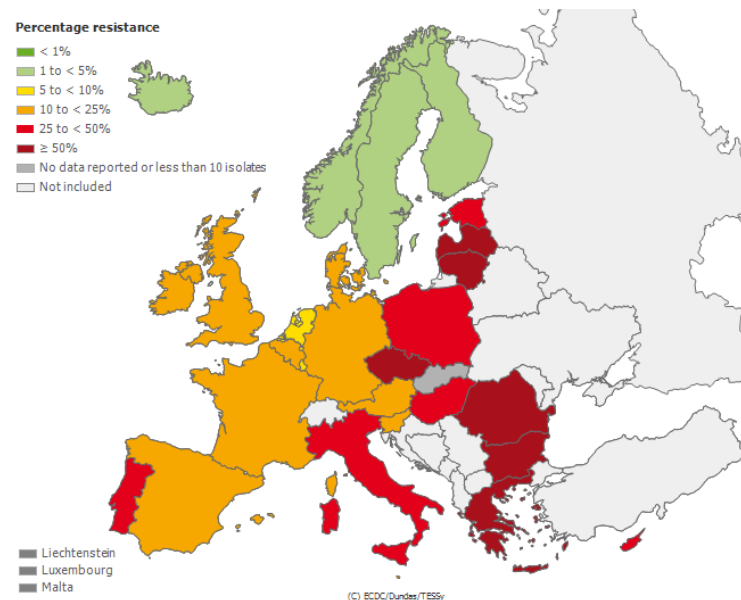 Percentage resistance
< 1%
1 to < 5%
5 to < 10%
10 to < 25%
25 to < 50%
≥ 50%
No data reported or less than 10 isolates
Not included
Liechtenstein
Luxembourg
Malta
(C) ECDC/Dundas/TESSy